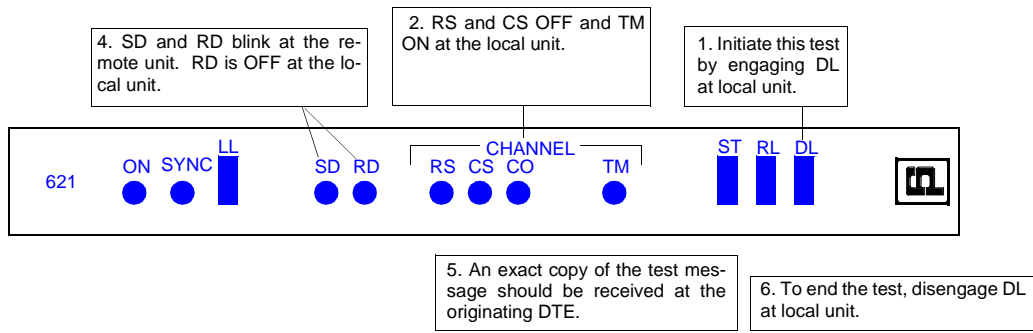 2. RS and CS OFF and TM
ON at the local unit.
4. SD and RD blink at the re-
mote unit. RD is OFF at the lo-
cal unit.
1. Initiate this test
by engaging DL
at local unit.
LL
CHANNEL
ST RL DL
ON SYNC
SD RD
RS CS CO
TM
621
5. An exact copy of the test mes-
sage should be received at the
originating DTE.
6. To end the test, disengage DL
at local unit.